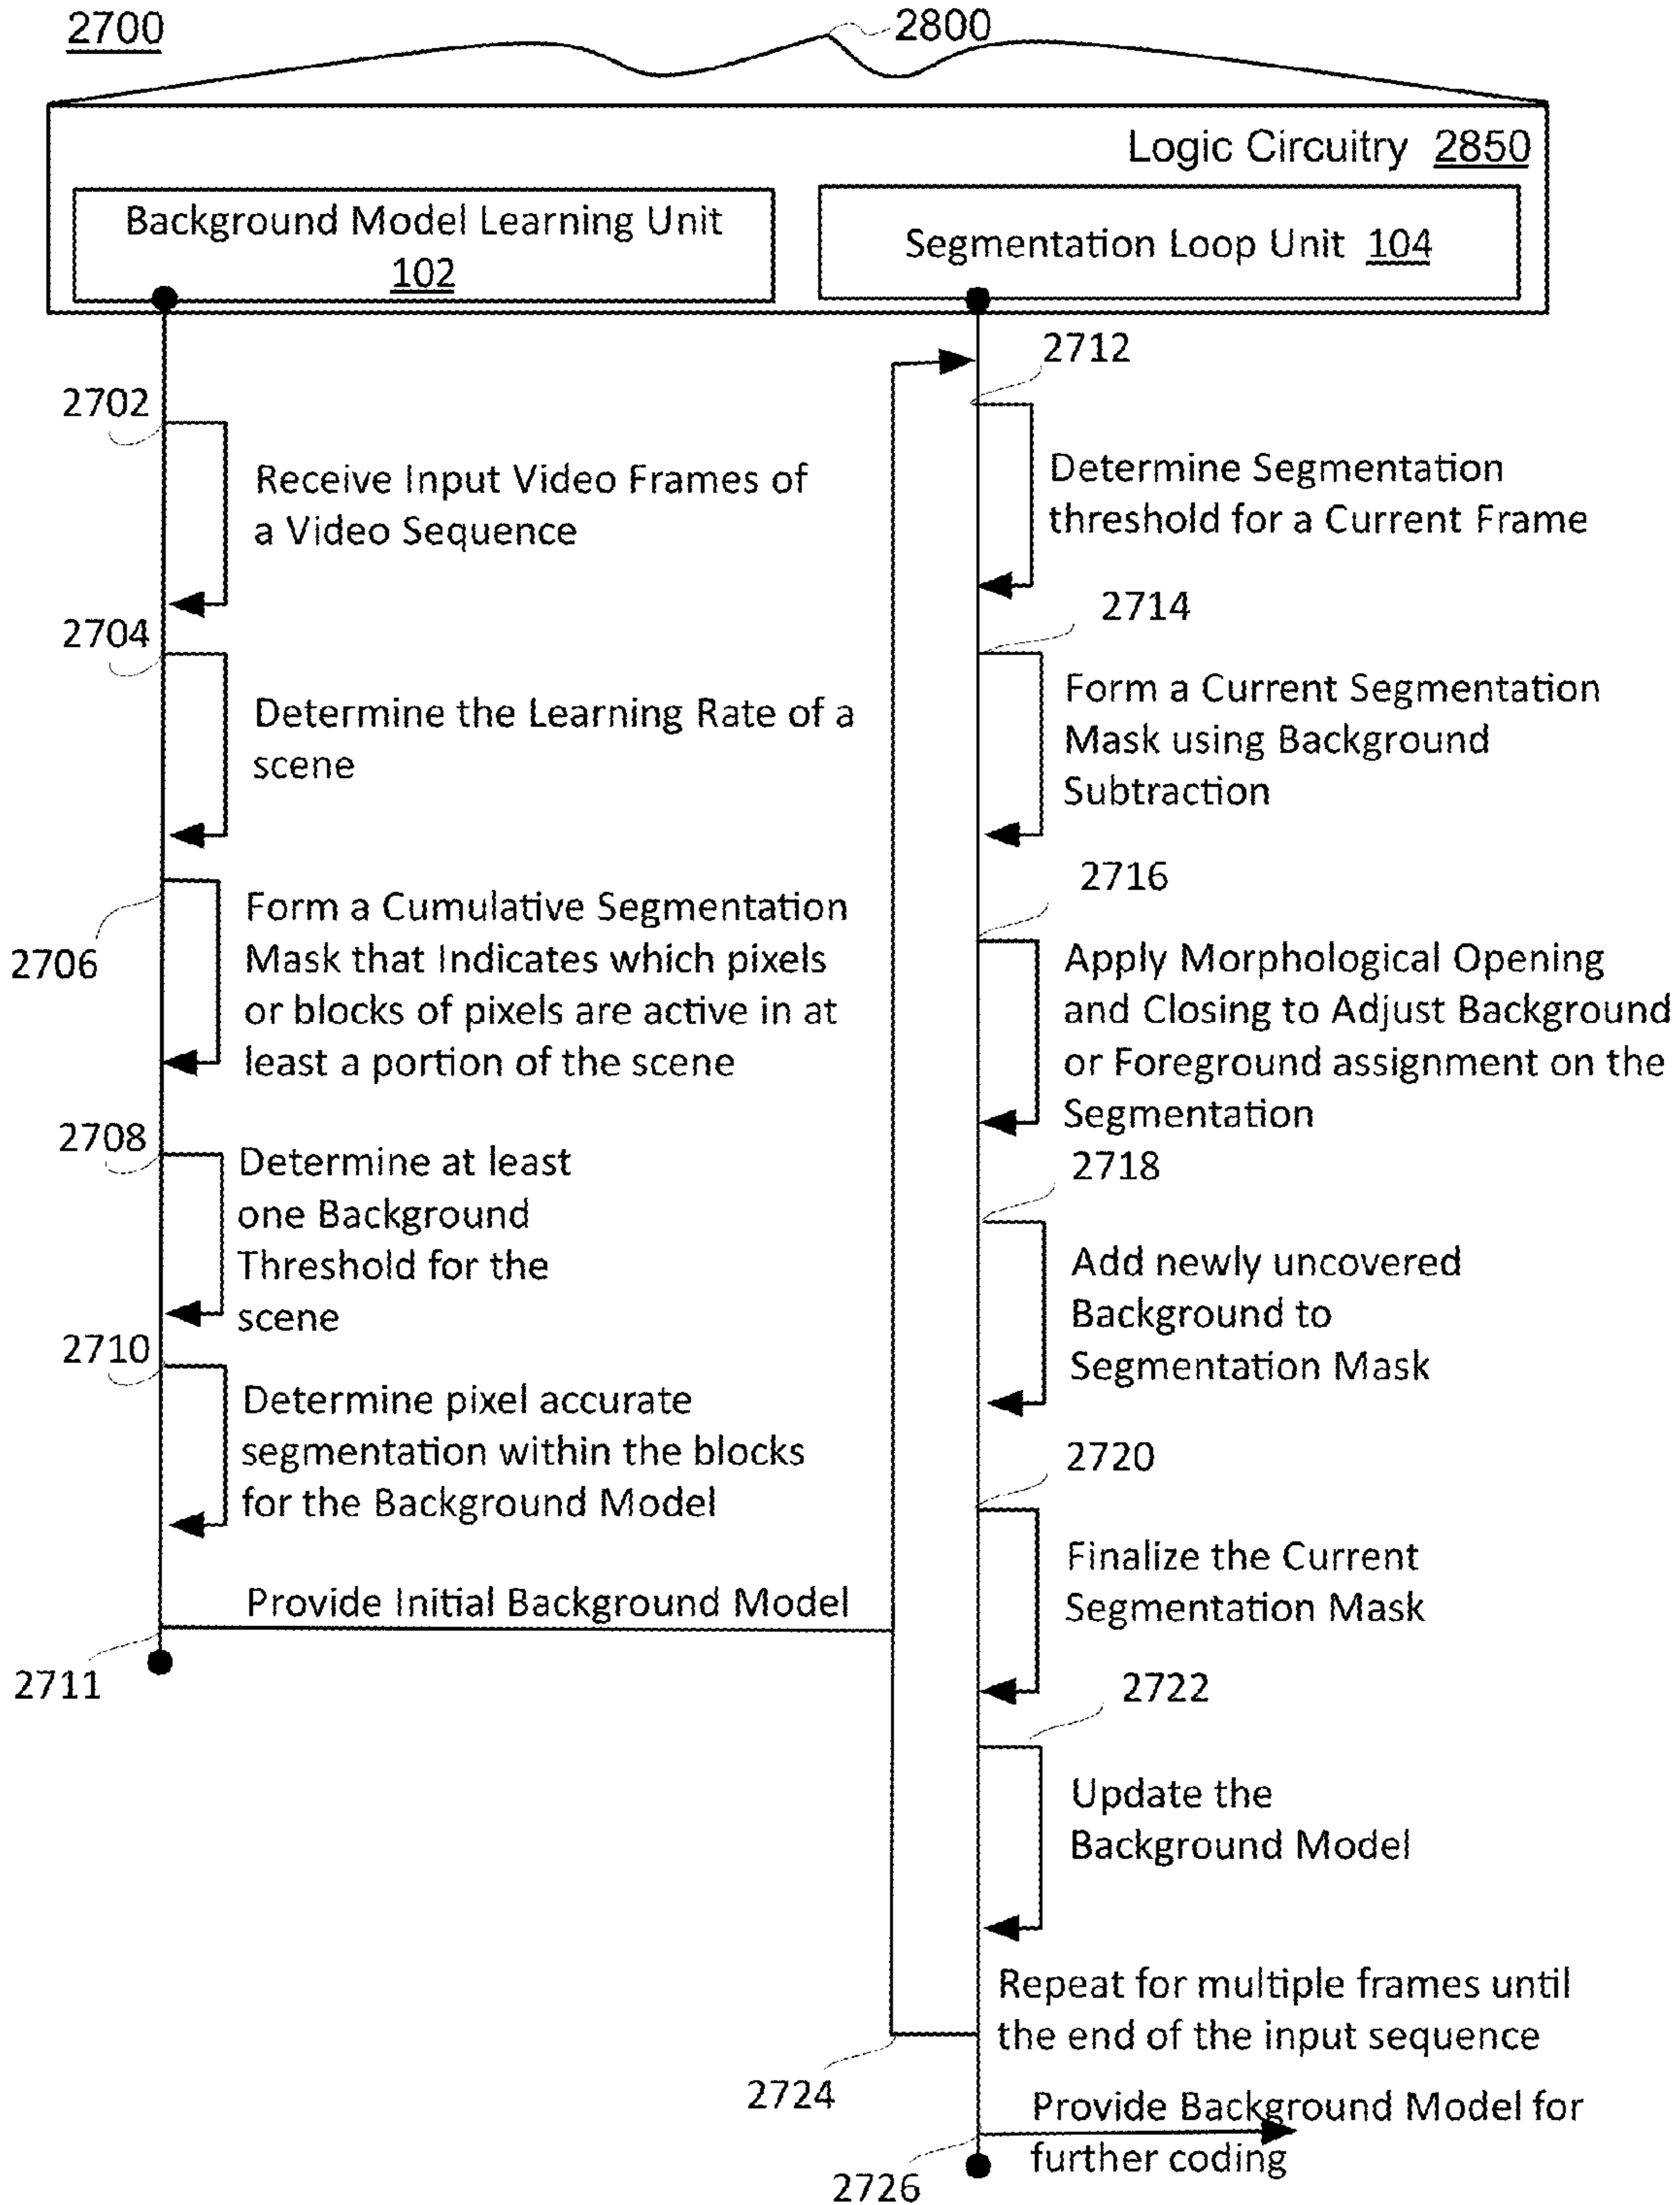 2700
2800
Logic Circuitry 2850
Background Model Learning Unit
102
Segmentation Loop Unit 104
2702
Receive Input Video Frames of
a Video Sequence
2704
Determine the Learning Rate of a
scene
2706
Form a Cumulative Segmentation
Mask that Indicates which pixels
or blocks of pixels are active in at
least a portion of the scene
2708
Determine at least
one Background
Threshold for the
scene
2710
Determine pixel accurate
segmentation within the blocks
for the Background Model
Provide Initial Background Model
2711
2712
Determine Segmentation
threshold for a Current Frame
2714
Form a Current Segmentation
Mask using Background
Subtraction
2716
Apply Morphological Opening
and Closing to Adjust Background
or Foreground assignment on the
Segmentation
2718
Add newly uncovered
Background to
Segmentation Mask
2720
Finalize the Current
Segmentation Mask
2722
Update the
Background Model
Repeat for multiple frames until
the end of the input sequence
2724
Provide Background Model for
further coding
2726